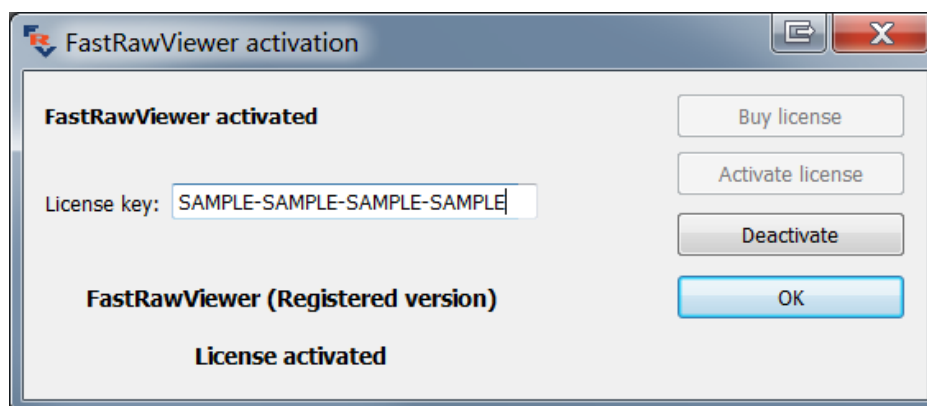 FastRawViewer activation
FastRawViewer activated
Buy license
Activate license
License key: SAMPLE-SAMPLE-SAMPLE-SAMPLE
Deactivate
FastRawViewer (Registered version)
OK
License activated